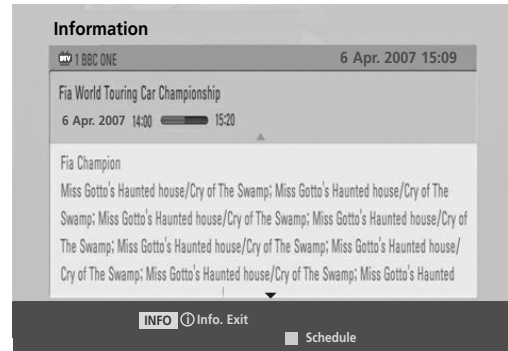 Information
DTV 1 BBC ONE 6 Apr. 2007 15:09
Fia World Touring Car Championship
6 Apr. 2007 14:00 15:20
Fia Champion
Miss Gotto's Haunted house/Cry of The Swamp; Miss Gotto's Haunted house/Cry of The
Swamp; Miss Gotto's Haunted house/Cry of The Swamp; Miss Gotto's Haunted house/Cry of
The Swamp; Miss Gotto's Haunted house/Cry of The Swamp; Miss Gotto's Haunted house/
Cry of The Swamp; Miss Gotto's Haunted house/Cry of The Swamp; Miss Gotto's Haunted
INFO ⓘ Info. Exit
Schedule